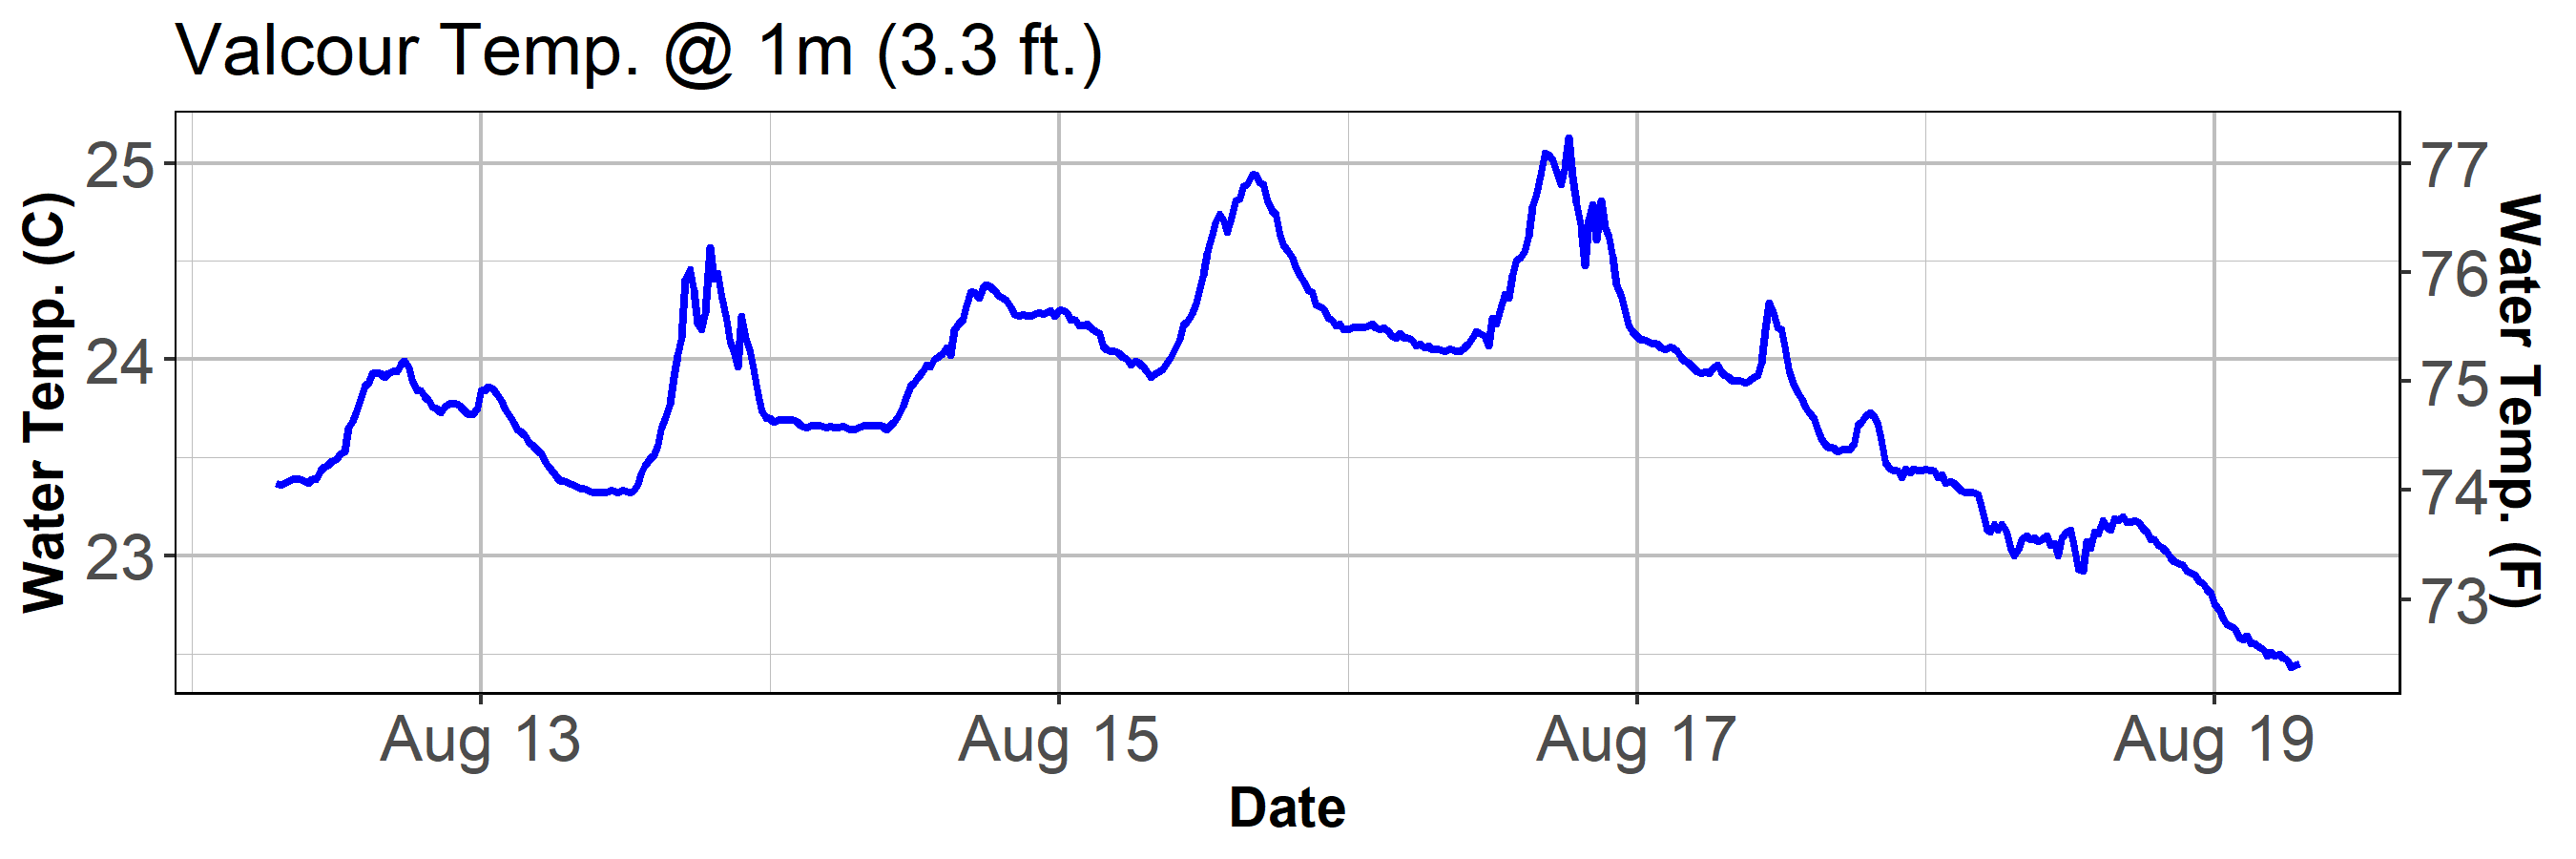 Valcour Temp. @ 1m (3.3 ft.)
Water Temp. (C)
25
24
23
77
76
75
74
73
Water Temp. (F)
Aug 13 Aug 15 Aug 17 Aug 19
Date